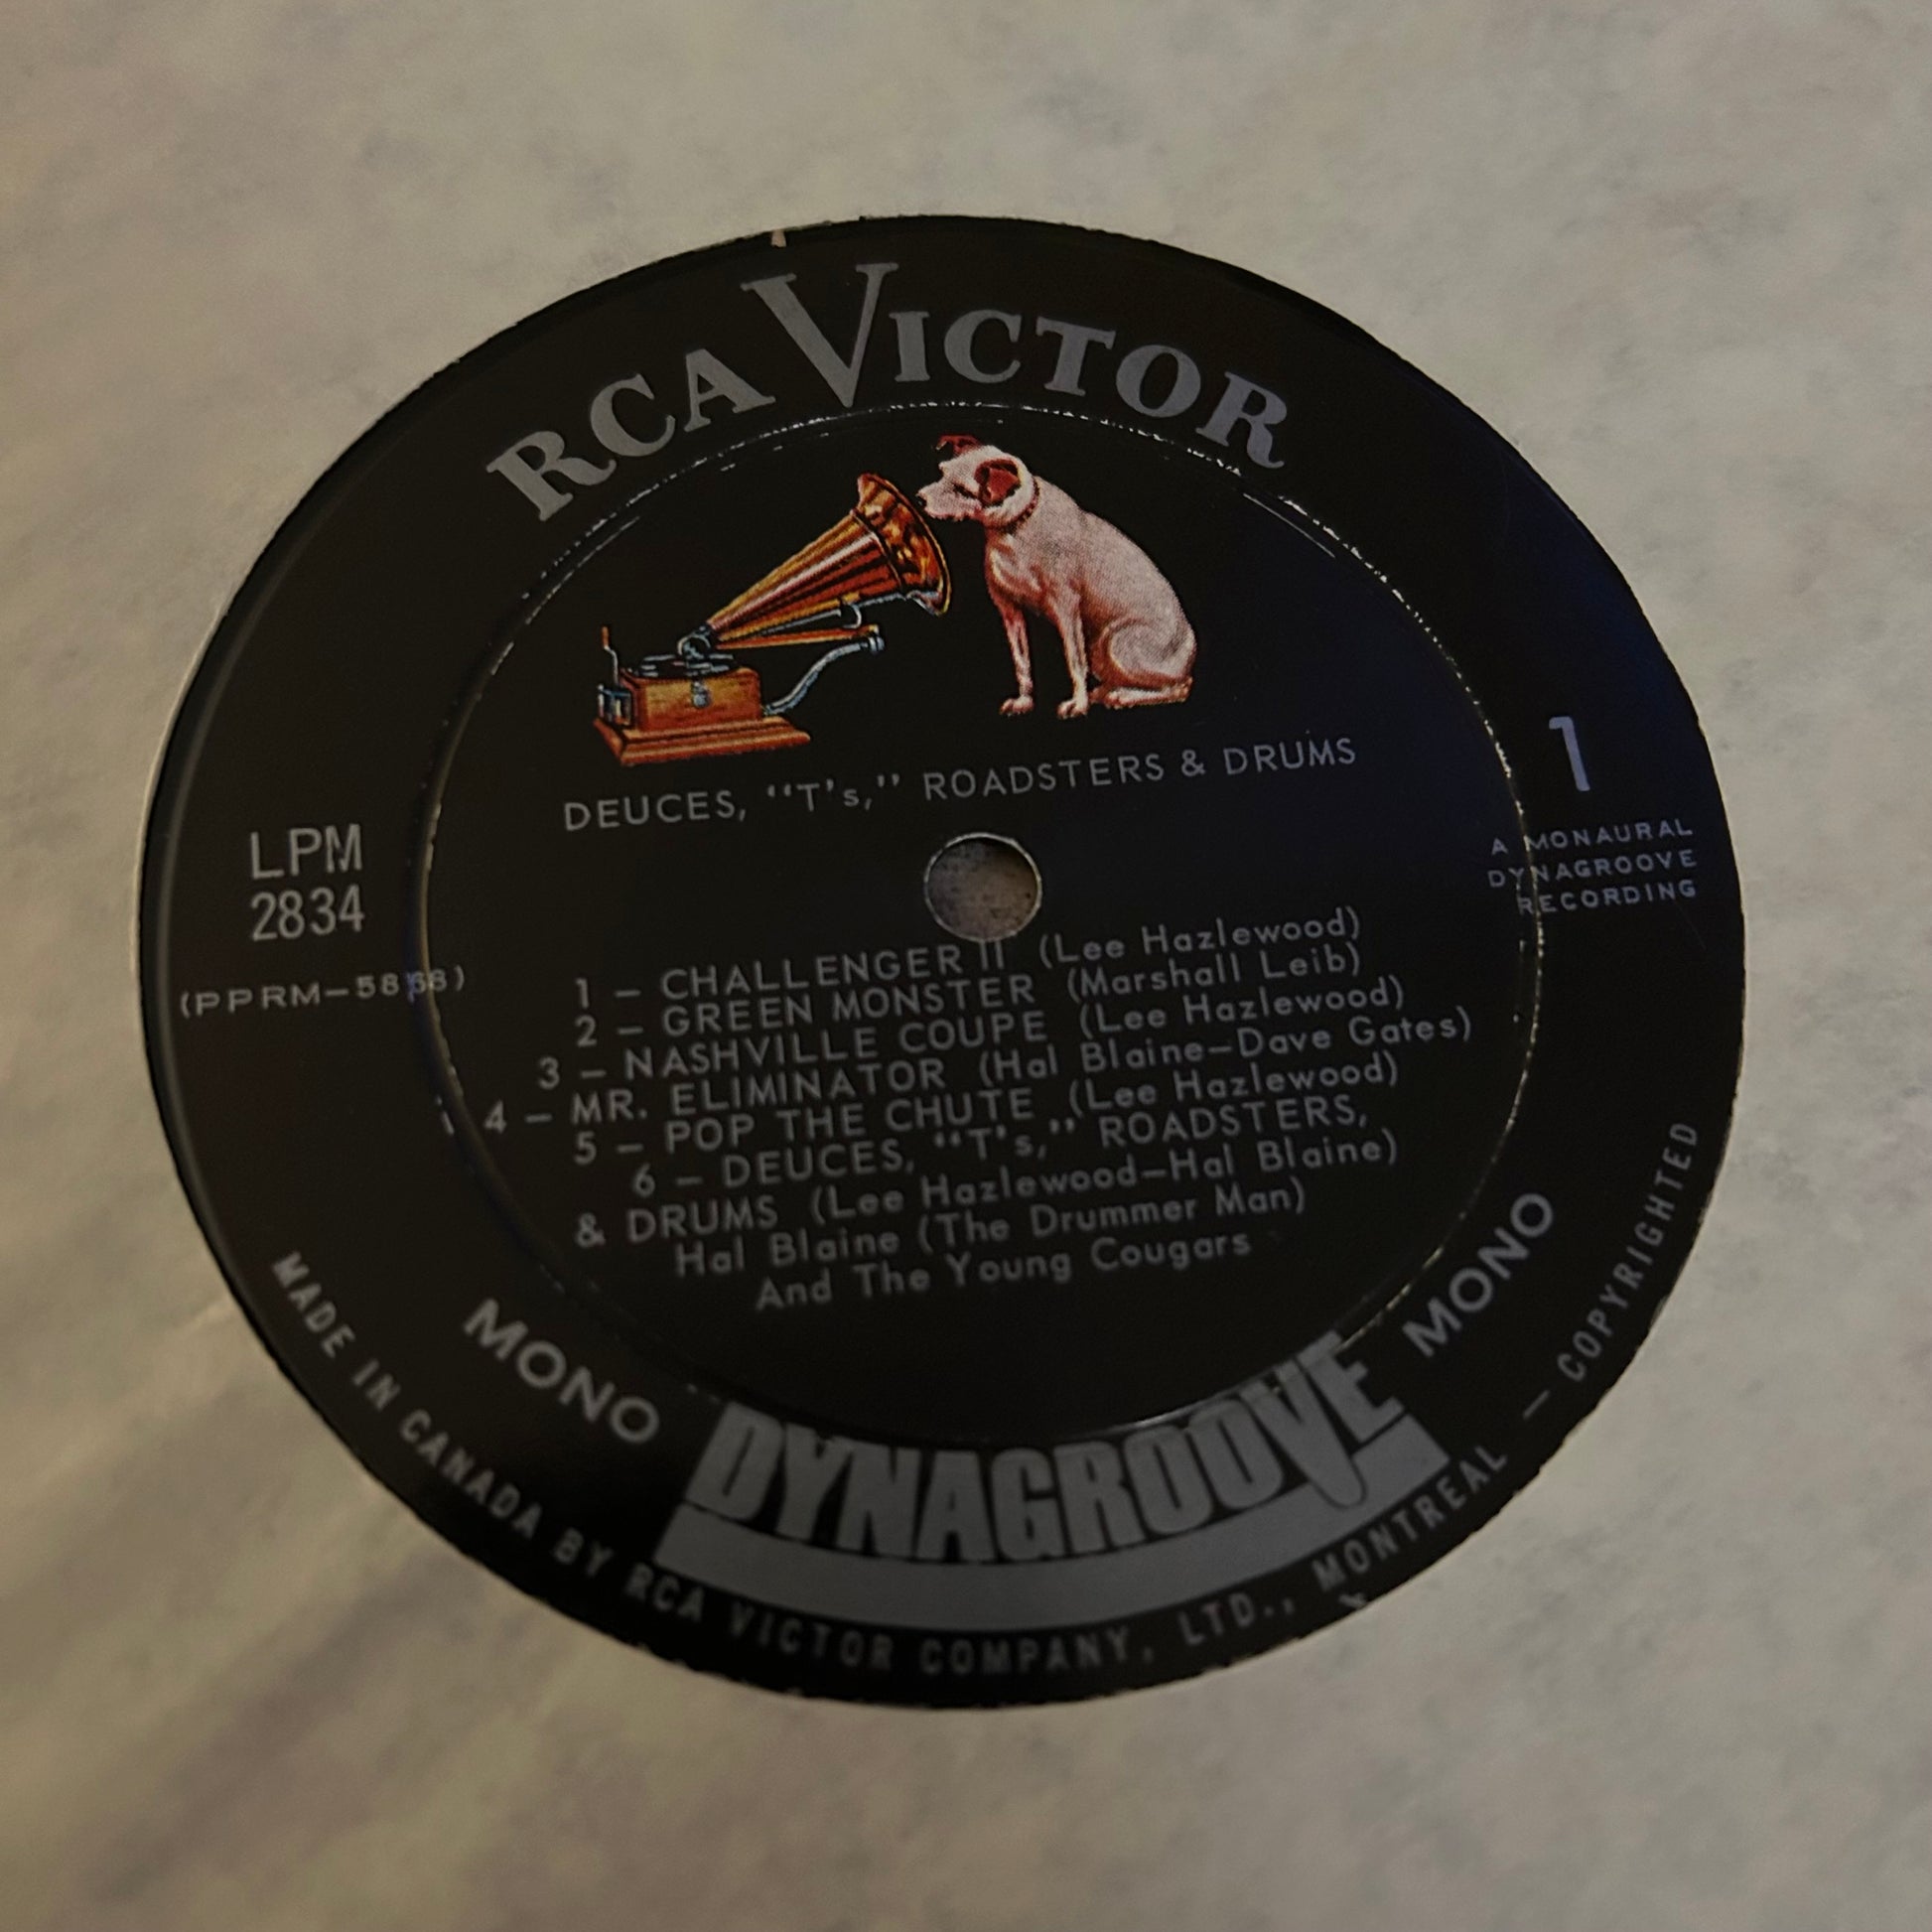 RCA VICTOR
DEUCES, "T's," ROADSTERS & DRUMS
LPM
2834
1
A MONAURAL
DYNAGROOVE
RECORDING
1 – CHALLENGER II (Lee Hazlewood)
2 – GREEN MONSTER (Marshall Leib)
3 – NASHVILLE COUPE (Lee Hazlewood)
4 – MR. ELIMINATOR (Hal Blaine–Dave Gates)
5 – POP THE CHUTE (Lee Hazlewood)
6 – DEUCES, "T's," ROADSTERS,
& DRUMS (Lee Hazlewood–Hal Blaine)
Hal Blaine (The Drummer Man)
And The Young Cougars
MONO
DYNAGROOVE
MONO
MADE IN CANADA BY RCA VICTOR COMPANY, LTD., MONTREAL – COPYRIGHTED